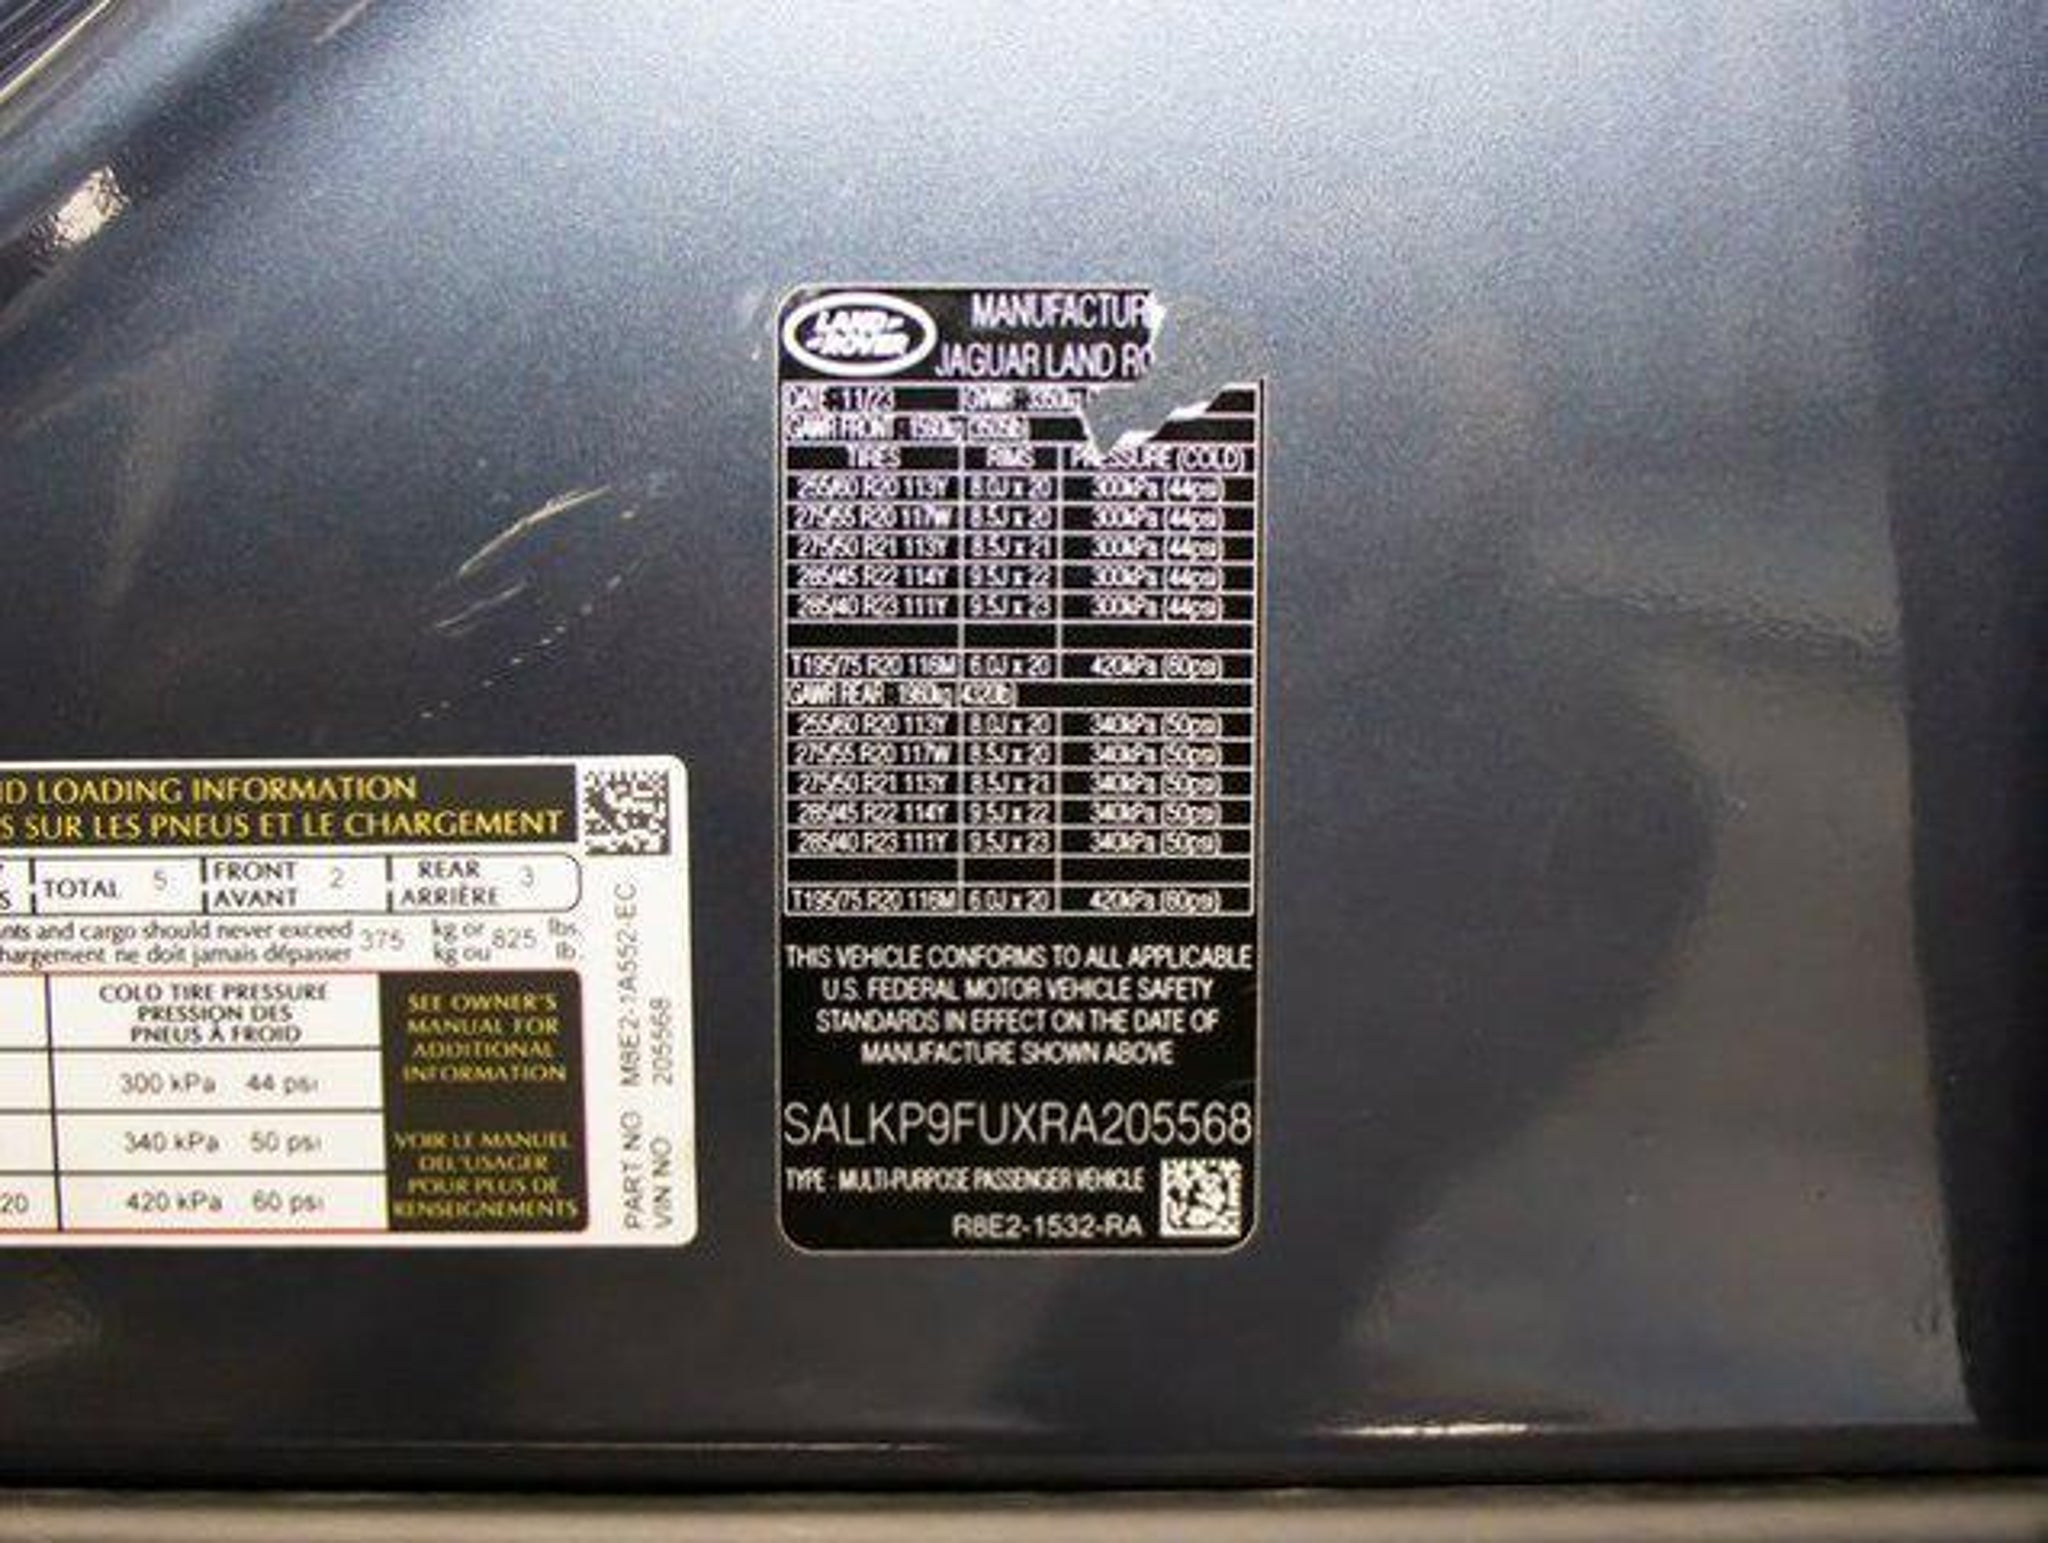 LAND ROVER
MANUFACTUR
JAGUAR LAND RO
DATE : 11/23 GVWR : 3350kg
GAWR FRONT : 1590kg (3505lb)
TIRES RIMS PRESSURE (COLD)
255/60 R20 113Y 8.0J x 20 300kPa (44psi)
275/55 R20 117W 8.5J x 20 300kPa (44psi)
275/50 R21 113Y 8.5J x 21 300kPa (44psi)
285/45 R22 114Y 9.5J x 22 300kPa (44psi)
285/40 R23 111Y 9.5J x 23 300kPa (44psi)
T195/75 R20 116M 6.0J x 20 420kPa (60psi)
GAWR REAR : 1960kg (4320lb)
255/60 R20 113Y 8.0J x 20 340kPa (50psi)
275/55 R20 117W 8.5J x 20 340kPa (50psi)
275/50 R21 113Y 8.5J x 21 340kPa (50psi)
285/45 R22 114Y 9.5J x 22 340kPa (50psi)
285/40 R23 111Y 9.5J x 23 340kPa (50psi)
T195/75 R20 116M 6.0J x 20 420kPa (60psi)
THIS VEHICLE CONFORMS TO ALL APPLICABLE
U.S. FEDERAL MOTOR VEHICLE SAFETY
STANDARDS IN EFFECT ON THE DATE OF
MANUFACTURE SHOWN ABOVE
SALKP9FUXRA205568
TYPE : MULTI-PURPOSE PASSENGER VEHICLE
R8E2-1532-RA
ND LOADING INFORMATION
S SUR LES PNEUS ET LE CHARGEMENT
TOTAL 5 FRONT 2 REAR 3
S AVANT ARRIÈRE
nts and cargo should never exceed 375 kg or 825 lbs.
hargement ne doit jamais dépasser kg ou lb.
COLD TIRE PRESSURE
PRESSION DES
PNEUS À FROID
300 kPa 44 psi
340 kPa 50 psi
20 420 kPa 60 psi
SEE OWNER'S
MANUAL FOR
ADDITIONAL
INFORMATION
VOIR LE MANUEL
DE L'USAGER
POUR PLUS DE
RENSEIGNEMENTS
PART NO M8E2-1A552-EC
VIN NO 205568